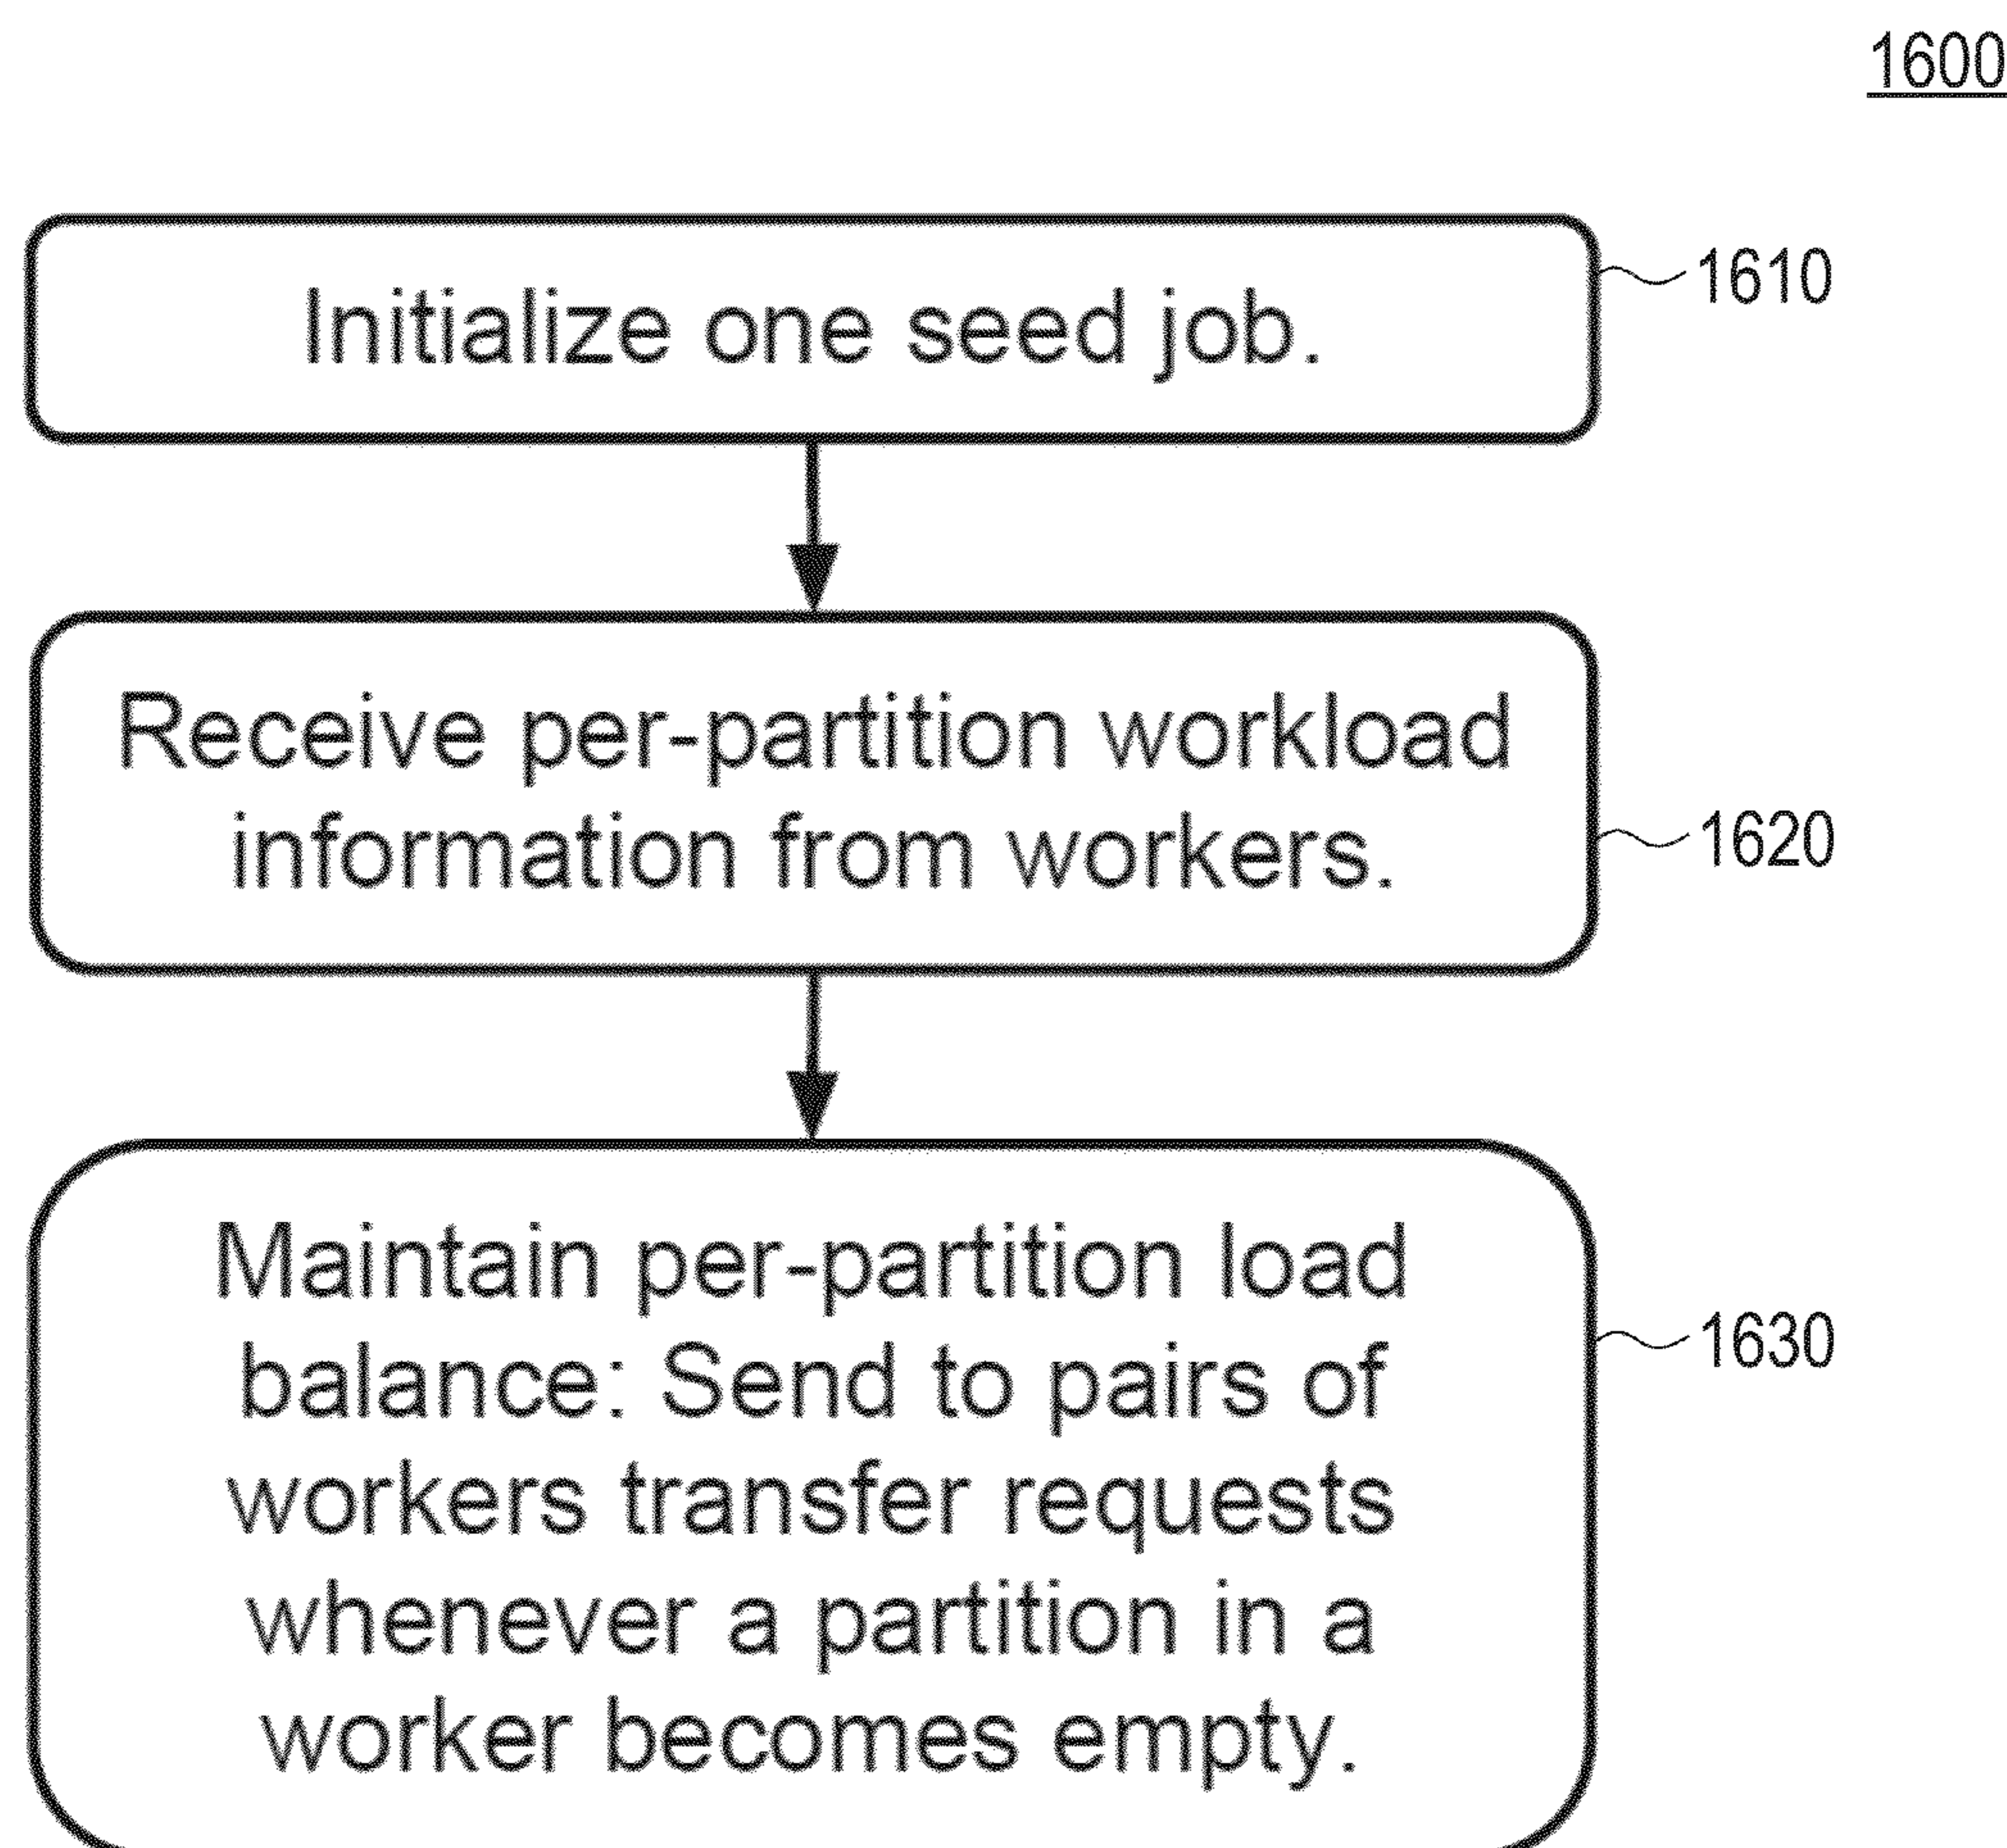 1600
Initialize one seed job.
1610
Receive per-partition workload
information from workers.
1620
Maintain per-partition load
balance: Send to pairs of
workers transfer requests
whenever a partition in a
worker becomes empty.
1630